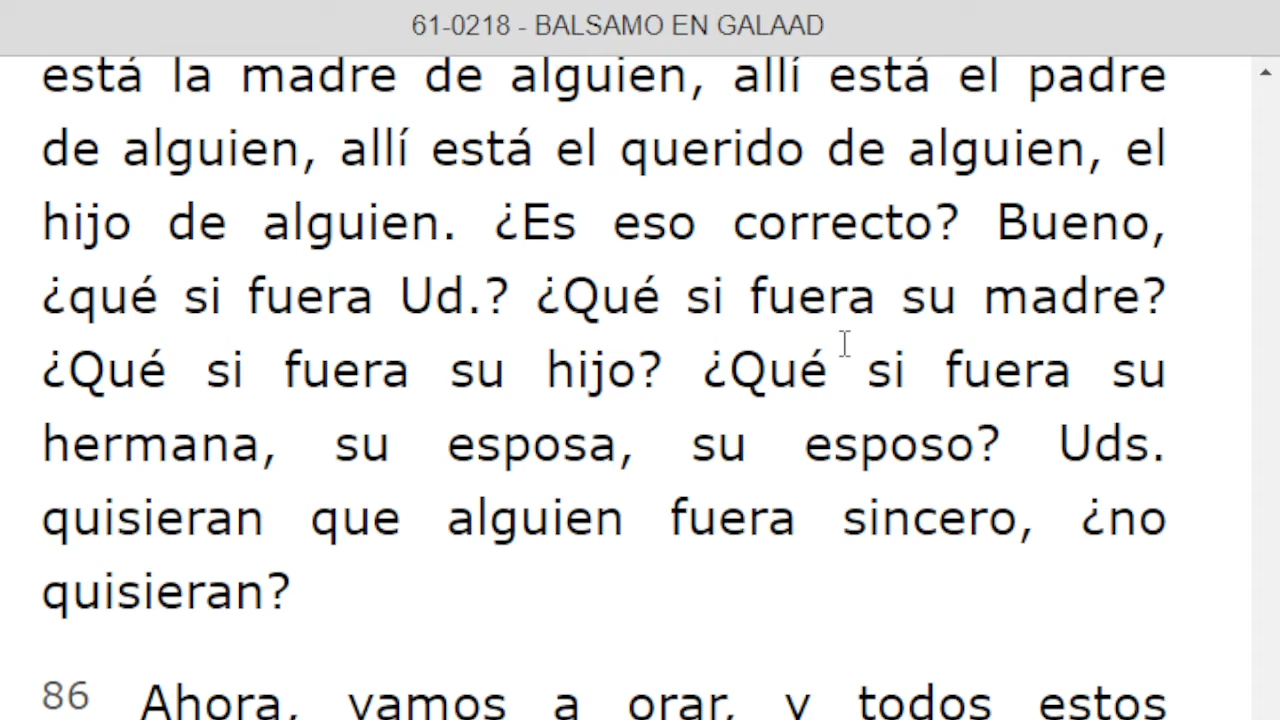 61-0218 - BALSAMO EN GALAAD
está la madre de alguien, allí está el padre
de alguien, allí está el querido de alguien, el
hijo de alguien. ¿Es eso correcto? Bueno,
¿qué si fuera Ud.? ¿Qué si fuera su madre?
¿Qué si fuera su hijo? ¿Qué si fuera su
hermana, su esposa, su esposo? Uds.
quisieran que alguien fuera sincero, ¿no
quisieran?
86 Ahora, vamos a orar, y todos estos